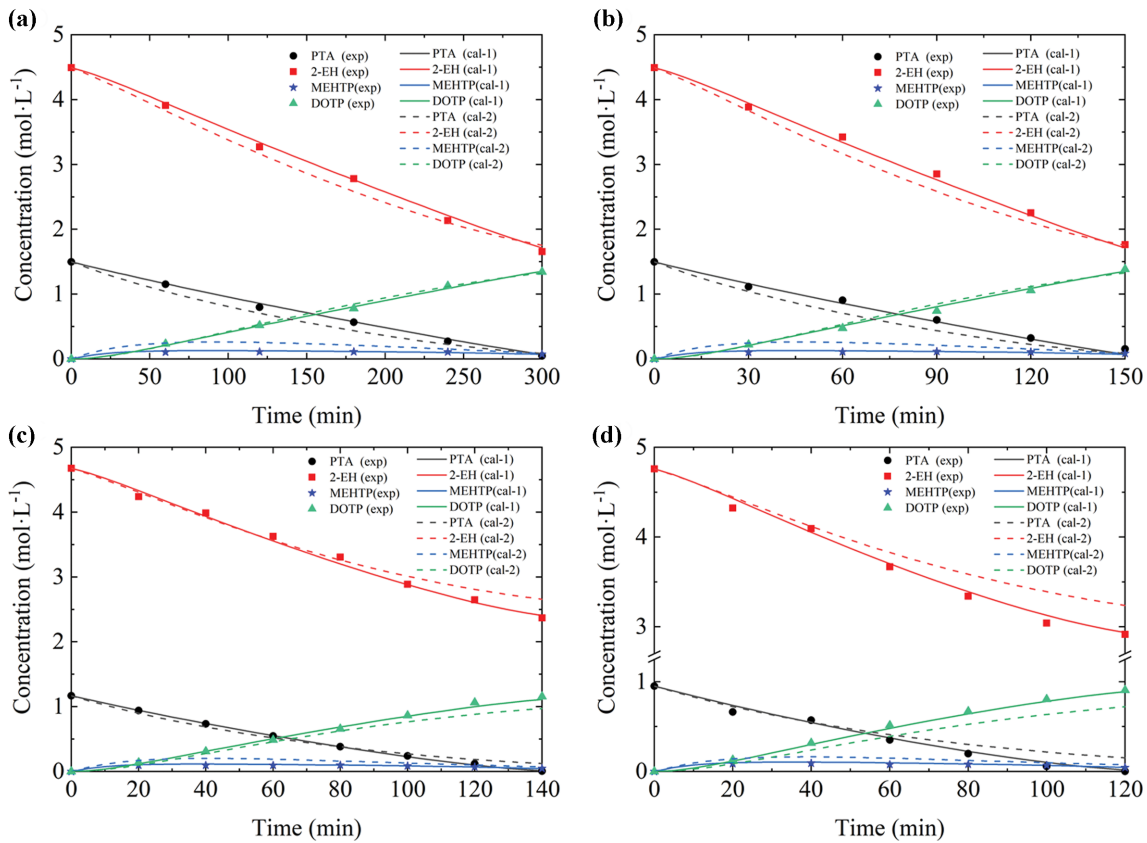 (a)
Concentration (mol·L⁻¹)
5
4
3
2
1
0
PTA (exp)
2-EH (exp)
MEHTP(exp)
DOTP (exp)
PTA (cal-1)
2-EH (cal-1)
MEHTP(cal-1)
DOTP (cal-1)
PTA (cal-2)
2-EH (cal-2)
MEHTP(cal-2)
DOTP (cal-2)
0 50 100 150 200 250 300
Time (min)
(b)
Concentration (mol·L⁻¹)
5
4
3
2
1
0
PTA (exp)
2-EH (exp)
MEHTP(exp)
DOTP (exp)
PTA (cal-1)
2-EH (cal-1)
MEHTP(cal-1)
DOTP (cal-1)
PTA (cal-2)
2-EH (cal-2)
MEHTP(cal-2)
DOTP (cal-2)
0 30 60 90 120 150
Time (min)
(c)
Concentration (mol·L⁻¹)
5
4
3
2
1
0
PTA (exp)
2-EH (exp)
MEHTP(exp)
DOTP (exp)
PTA (cal-1)
2-EH (cal-1)
MEHTP(cal-1)
DOTP (cal-1)
PTA (cal-2)
2-EH (cal-2)
MEHTP(cal-2)
DOTP (cal-2)
0 20 40 60 80 100 120 140
Time (min)
(d)
Concentration (mol·L⁻¹)
5
4
3
1
0
PTA (exp)
2-EH (exp)
MEHTP(exp)
DOTP (exp)
PTA (cal-1)
2-EH (cal-1)
MEHTP(cal-1)
DOTP (cal-1)
PTA (cal-2)
2-EH (cal-2)
MEHTP(cal-2)
DOTP (cal-2)
0 20 40 60 80 100 120
Time (min)